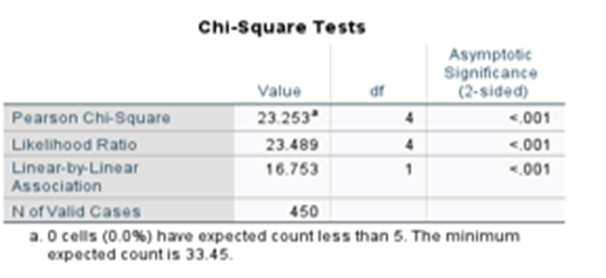 Chi-Square Tests
Value df Asymptotic Significance (2-sided)
Pearson Chi-Square 23.253a 4 <.001
Likelihood Ratio 23.489 4 <.001
Linear-by-Linear Association 16.753 1 <.001
N of Valid Cases 450
a. 0 cells (0.0%) have expected count less than 5. The minimum
expected count is 33.45.